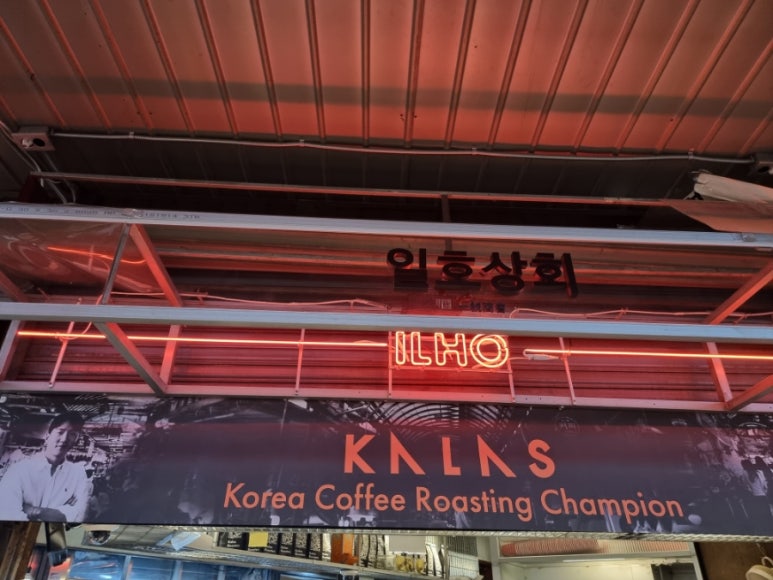 일호상회
ILHO
KALAS
Korea Coffee Roasting Champion